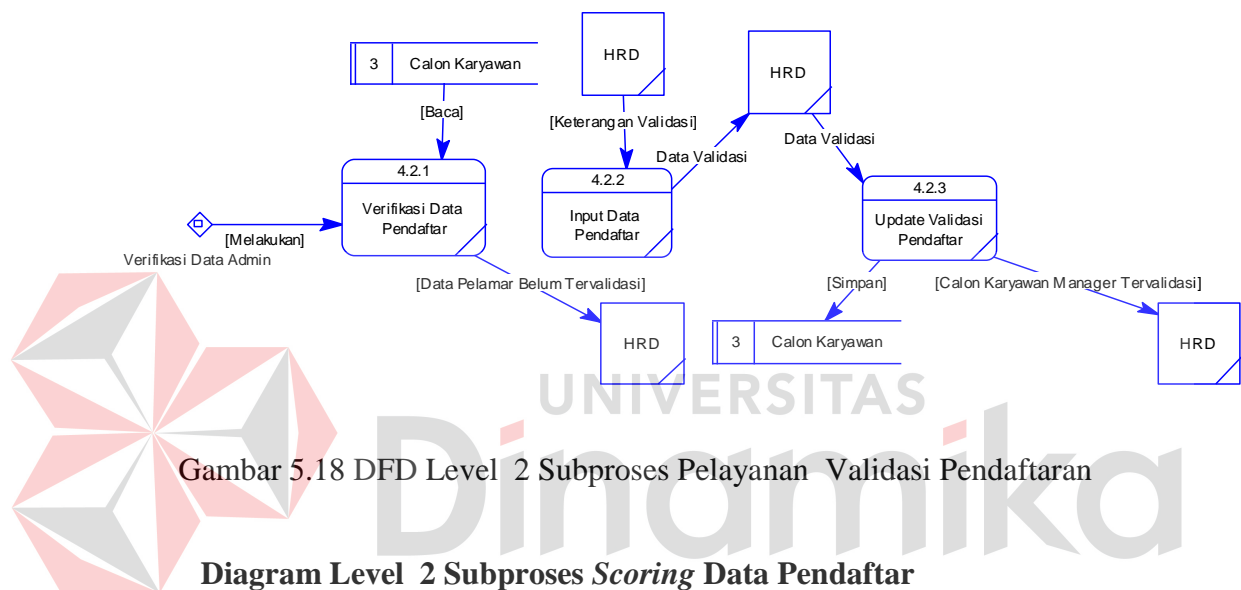 3 Calon Karyawan
HRD
HRD
[Baca]
[Keterangan Validasi]
Data Validasi
Data Validasi
4.2.1
Verifikasi Data
Pendaftar
4.2.2
Input Data
Pendaftar
4.2.3
Update Validasi
Pendaftar
[Melakukan]
Verifikasi Data Admin
[Data Pelamar Belum Tervalidasi]
[Simpan]
[Calon Karyawan Manager Tervalidasi]
HRD
3 Calon Karyawan
HRD
UNIVERSITAS
Dinamika
Gambar 5.18 DFD Level 2 Subproses Pelayanan Validasi Pendaftaran
Diagram Level 2 Subproses Scoring Data Pendaftar